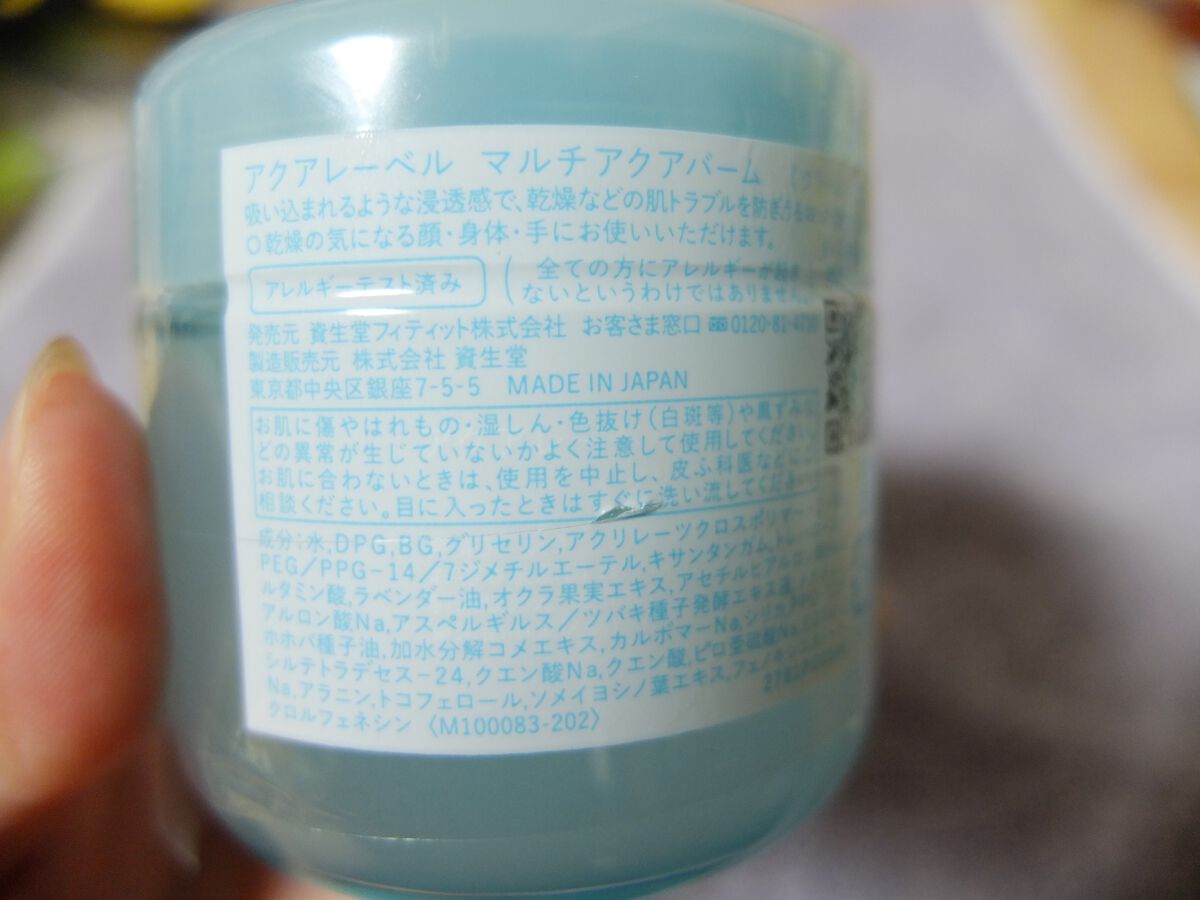 アクアレーベル マルチアクアバーム
吸い込まれるような浸透感で、乾燥などの肌トラブルを防ぎ
○乾燥の気になる顔・身体・手にお使いいただけます。
アレルギーテスト済み
(全ての方にアレルギーが
ないというわけではありません。
発売元 資生堂フィティット株式会社 お客さま窓口 0120-81-
製造販売元 株式会社 資生堂
東京都中央区銀座7-5-5 MADE IN JAPAN
お肌に傷やはれもの・湿しん・色抜け(白斑等)や黒ずみ
どの異常が生じていないかよく注意して使用してください
お肌に合わないときは、使用を中止し、皮ふ科医などに
相談ください。目に入ったときはすぐに洗い流してください
成分:水,DPG,BG,グリセリン,アクリレーツクロスポリマー
PEG/PPG-14/7ジメチルエーテル,キサンタンガム,
ルタミン酸,ラベンダー油,オクラ果実エキス,アセチルヒアル
アルロン酸Na,アスペルギルス/ツバキ種子発酵エキス液,
ホホバ種子油,加水分解コメエキス,カルボマーNa,シリカ,
シルテトラデセス-24,クエン酸Na,クエン酸,ピロ亜硫酸Na,
Na,アラニン,トコフェロール,ソメイヨシノ葉エキス,フェノキシ
クロルフェネシン 〈M100083-202〉